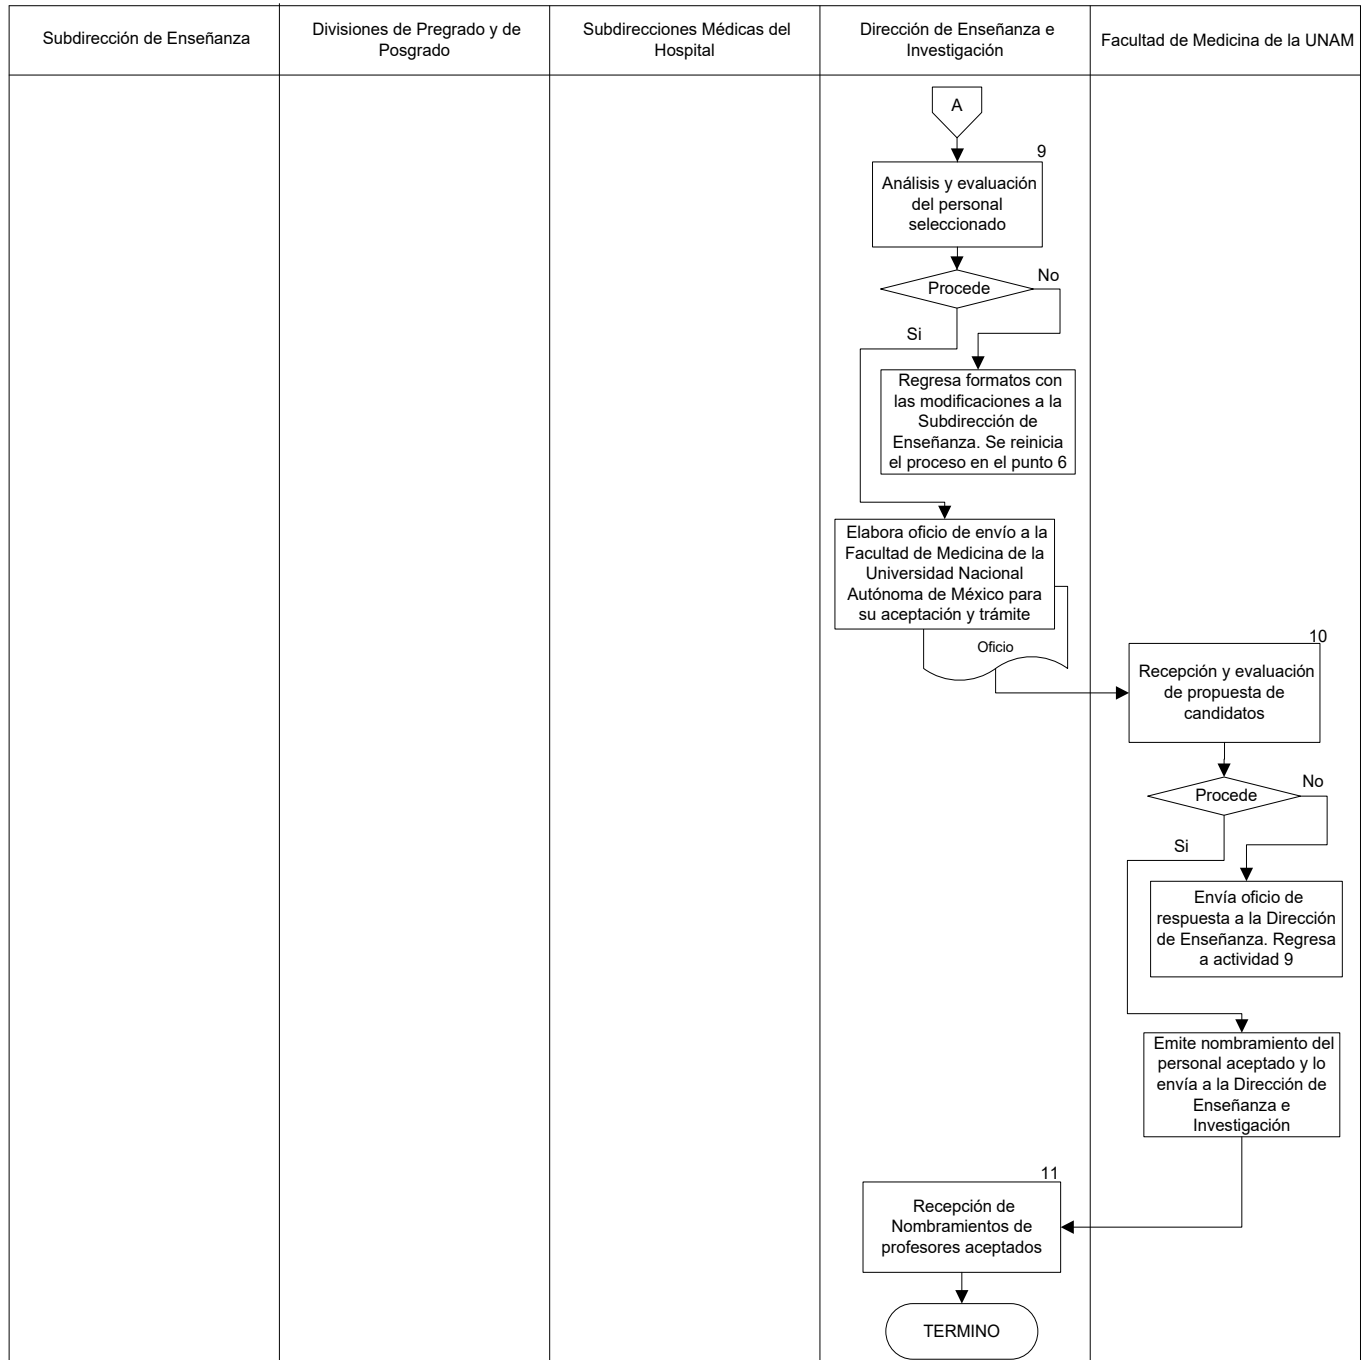 Subdirección de Enseñanza
Divisiones de Pregrado y de
Posgrado
Subdirecciones Médicas del
Hospital
Dirección de Enseñanza e
Investigación
Facultad de Medicina de la UNAM
A
9
Análisis y evaluación
del personal
seleccionado
Procede
No
Si
Regresa formatos con
las modificaciones a la
Subdirección de
Enseñanza. Se reinicia
el proceso en el punto 6
Elabora oficio de envío a la
Facultad de Medicina de la
Universidad Nacional
Autónoma de México para
su aceptación y trámite
Oficio
10
Recepción y evaluación
de propuesta de
candidatos
Procede
No
Si
Envía oficio de
respuesta a la Dirección
de Enseñanza. Regresa
a actividad 9
Emite nombramiento del
personal aceptado y lo
envía a la Dirección de
Enseñanza e
Investigación
11
Recepción de
Nombramientos de
profesores aceptados
TERMINO